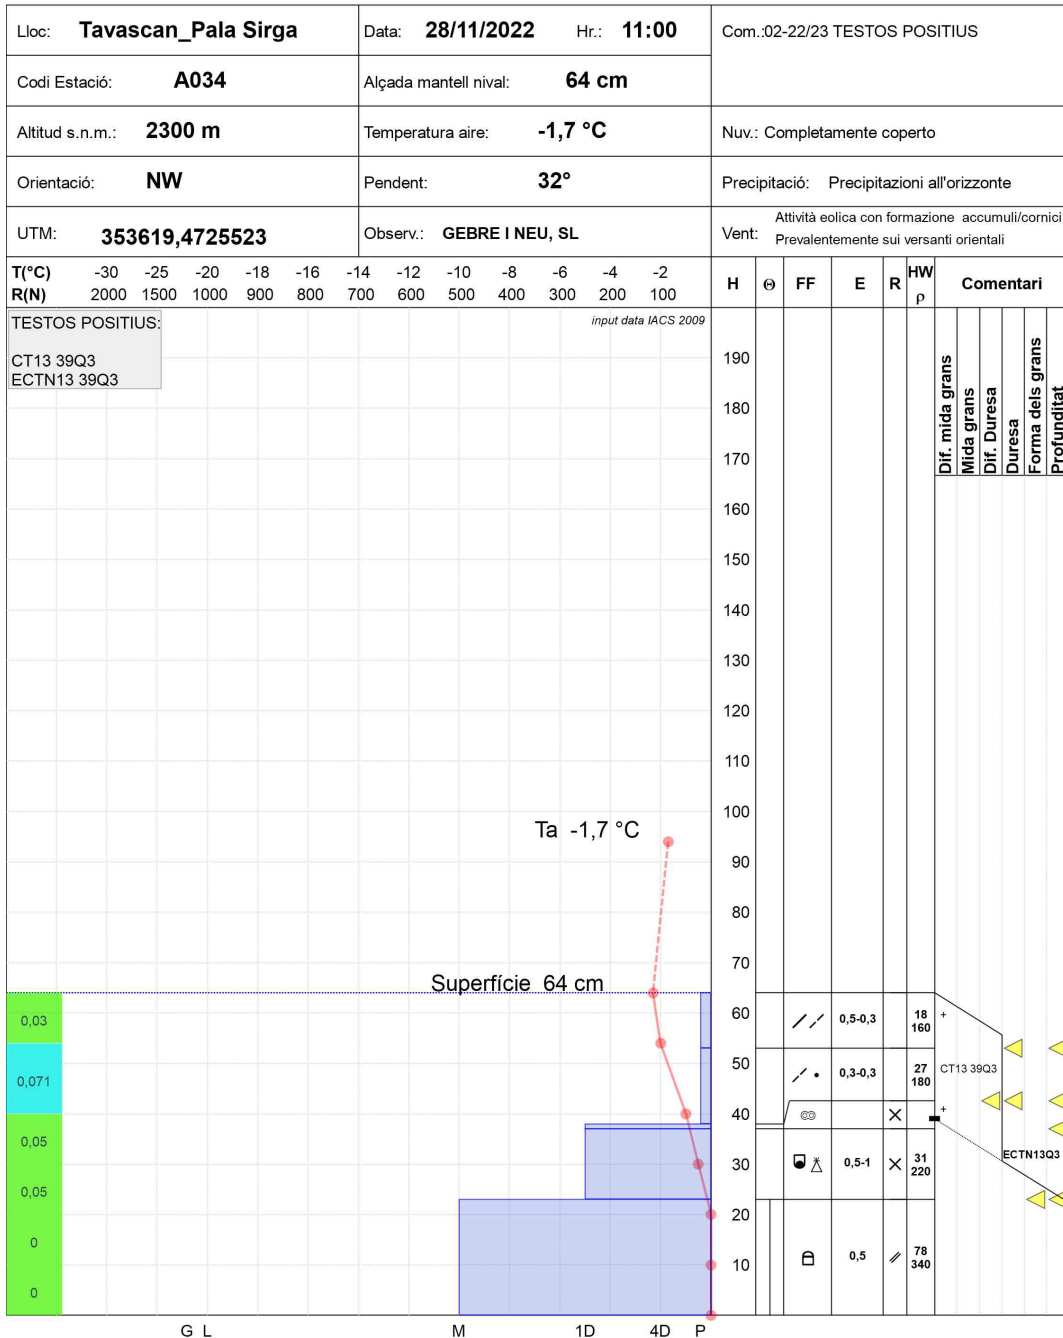 Lloc: Tavascan_Pala Sirga
Data: 28/11/2022 Hr.: 11:00
Com.:02-22/23 TESTOS POSITIUS
Codi Estació: A034
Alçada mantell nival: 64 cm
Altitud s.n.m.: 2300 m
Temperatura aire: -1,7 °C
Nuv.: Completamente coperto
Orientació: NW
Pendent: 32°
Precipitació: Precipitazioni all'orizzonte
UTM: 353619,4725523
Observ.: GEBRE I NEU, SL
Vent: Attività eolica con formazione accumuli/cornici
Prevalentemente sui versanti orientali
T(°C) -30 -25 -20 -18 -16 -14 -12 -10 -8 -6 -4 -2
R(N) 2000 1500 1000 900 800 700 600 500 400 300 200 100
H Θ FF E R HW ρ Comentari
TESTOS POSITIUS:
CT13 39Q3
ECTN13 39Q3
input data IACS 2009
Dif. mida grans
Mida grans
Dif. Duresa
Duresa
Forma dels grans
Profunditat
190
180
170
160
150
140
130
120
110
100
Ta -1,7 °C
90
80
70
Superfície 64 cm
0,03
60
0,5-0,3
18
160
+
0,071
50
0,3-0,3
27
180
CT13 39Q3
40
+
0,05
30
0,5-1
31
220
ECTN13Q3
0,05
20
0
10
0,5
78
340
0
G L M 1D 4D P